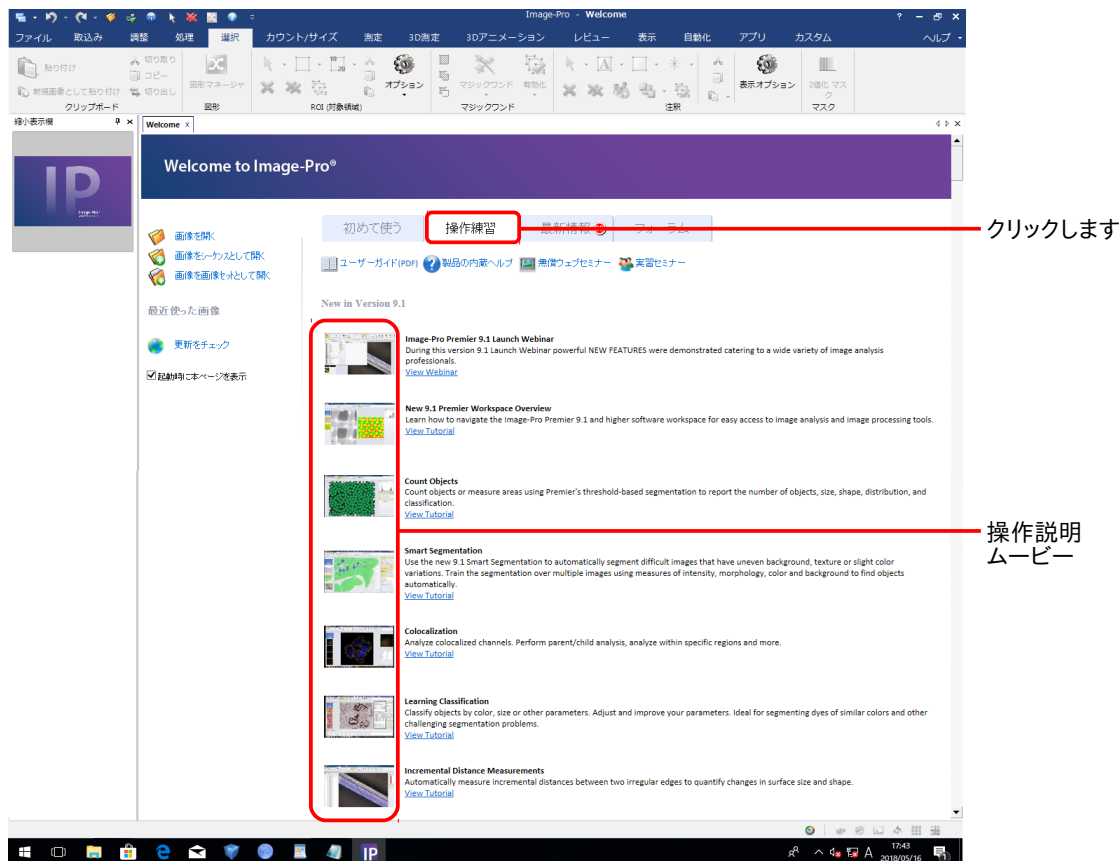 Image-Pro - Welcome
ファイル 取込み 調整 処理 選択 カウント/サイズ 測定 3D測定 3Dアニメーション レビュー 表示 自動化 アプリ カスタム ヘルプ
貼り付け
新規画像として貼り付け
切り取り
コピー
切り出し
クリップボード
図形マネージャ
図形
オプション
ROI (対象領域)
マジックワンド 有効化
マジックワンド
注釈
表示オプション
2値化 マスク
マスク
縮小表示欄
Welcome x
Welcome to Image-Pro®
IP
画像を開く
画像をシーケンスとして開く
画像を画像セットとして開く
最近使った画像
更新をチェック
起動時に本ページを表示
初めて使う 操作練習 最新情報 フォーラム
クリックします
ユーザーガイド(PDF) 製品の内蔵ヘルプ 無償ウェブセミナー 実習セミナー
New in Version 9.1
Image-Pro Premier 9.1 Launch Webinar
During this version 9.1 Launch Webinar powerful NEW FEATURES were demonstrated catering to a wide variety of image analysis
professionals.
View Webinar
New 9.1 Premier Workspace Overview
Learn how to navigate the Image-Pro Premier 9.1 and higher software workspace for easy access to image analysis and image processing tools.
View Tutorial
Count Objects
Count objects or measure areas using Premier's threshold-based segmentation to report the number of objects, size, shape, distribution, and
classification.
View Tutorial
操作説明
ムービー
Smart Segmentation
Use the new 9.1 Smart Segmentation to automatically segment difficult images that have uneven background, texture or slight color
variations. Train the segmentation over multiple images using measures of intensity, morphology, color and background to find objects
automatically.
View Tutorial
Colocalization
Analyze colocalized channels. Perform parent/child analysis, analyze within specific regions and more.
View Tutorial
Learning Classification
Classify objects by color, size or other parameters. Adjust and improve your parameters. Ideal for segmenting dyes of similar colors and other
challenging segmentation problems.
View Tutorial
Incremental Distance Measurements
Automatically measure incremental distances between two irregular edges to quantify changes in surface size and shape.
View Tutorial
IP
A
17:43
2018/05/16